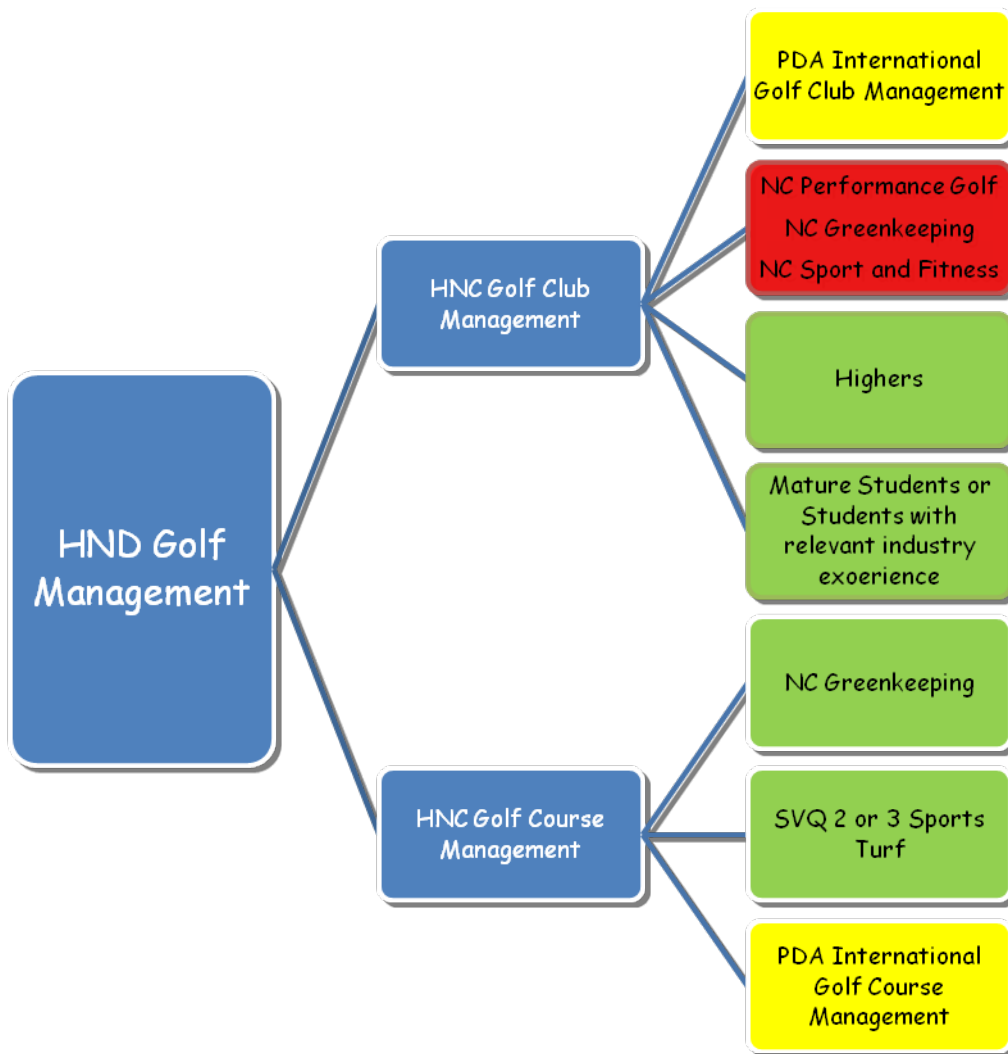 HND Golf
Management
HNC Golf Club
Management
PDA International
Golf Club Management
NC Performance Golf
NC Greenkeeping
NC Sport and Fitness
Highers
Mature Students or
Students with
relevant industry
exoerience
HNC Golf Course
Management
NC Greenkeeping
SVQ 2 or 3 Sports
Turf
PDA International
Golf Course
Management